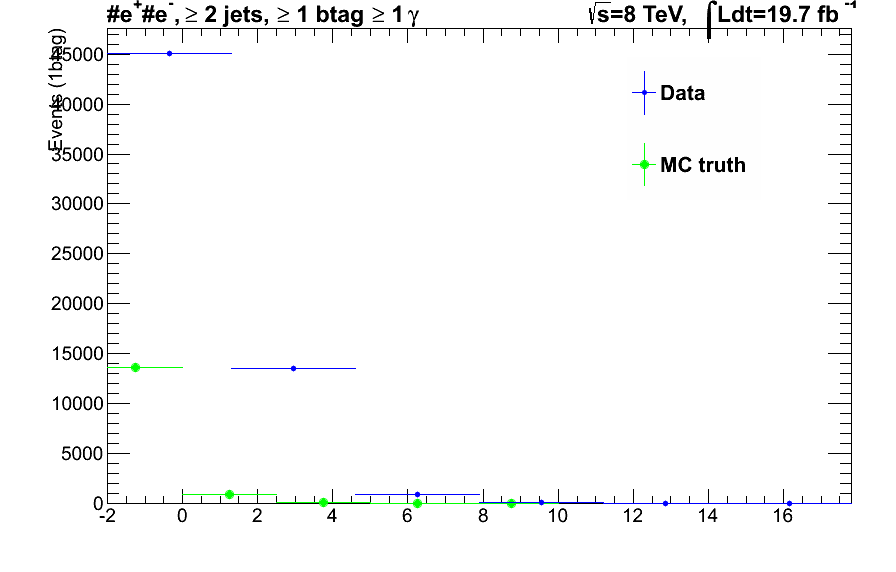 #e⁺#e⁻, ≥ 2 jets, ≥ 1 btag ≥ 1 γ
√s=8 TeV, ∫Ldt=19.7 fb⁻¹
Events (1btag)
45000
40000
35000
30000
25000
20000
15000
10000
5000
0
Data
MC truth
-2 0 2 4 6 8 10 12 14 16